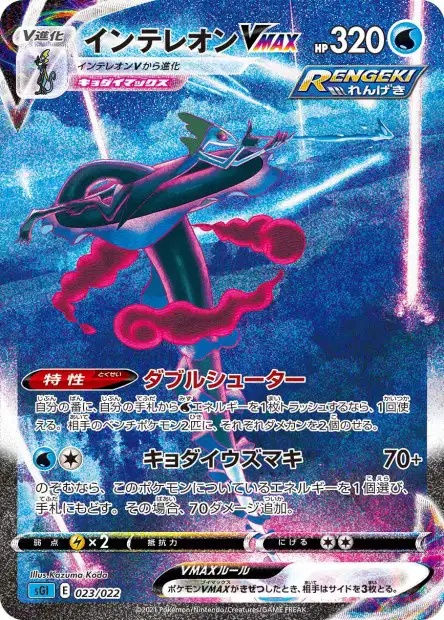 V進化
インテレオンVMAX
HP 320
インテレオンVから進化
キョダイマックス
RENGEKI
れんげき
特性 とくせい ダブルシューター
自分の番に、自分の手札から水エネルギーを1枚トラッシュするなら、1回使
える。相手のベンチポケモン2匹に、それぞれダメカンを2個のせる。
キョダイウズマキ 70+
のぞむなら、このポケモンについているエネルギーを1個選び、
手札にもどす。その場合、70ダメージ追加。
弱点 ×2 抵抗力 にげる
Illus.Kazuma Koda
sGI E 023/022
VMAXルール
ポケモンVMAXがきぜつしたとき、相手はサイドを3枚とる。
©2021 Pokémon/Nintendo/Creatures/GAME FREAK